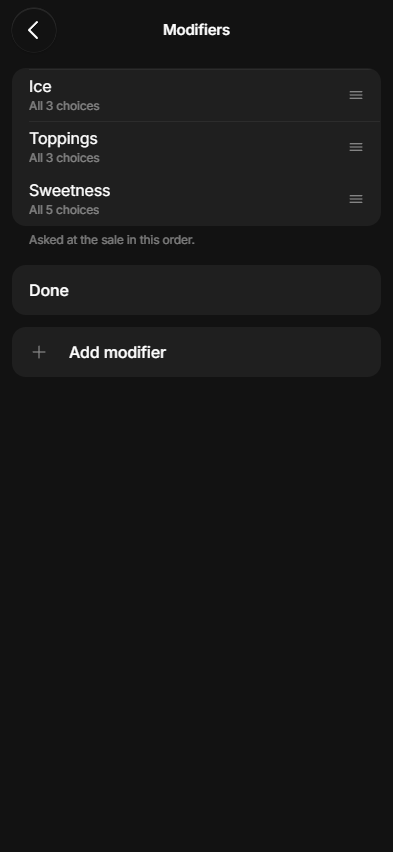 Modifiers
Ice
All 3 choices
Toppings
All 3 choices
Sweetness
All 5 choices
Asked at the sale in this order.
Done
Add modifier